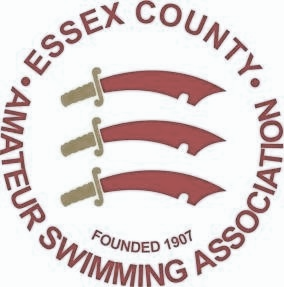 • ESSEX COUNTY •
AMATEUR SWIMMING ASSOCIATION
FOUNDED 1907